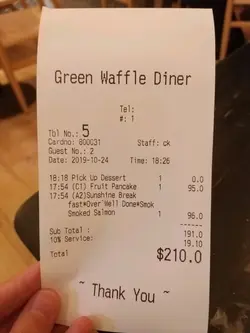 Green Waffle Diner
Tel:
#: 1
Tbl No.: 5
Cardno: 800031 Staff: ck
Guest No.: 2
Date: 2019-10-24 Time: 18:26
18:18 Pick Up Dessert 1 0.0
17:54 (C1) Fruit Pancake 1 95.0
17:54 (A2)Sunshine Break
fast*Over Well Done*Smok
Smoked Salmon 1 96.0
Sub Total : 191.0
10% Service: 19.10
Total $210.0
~ Thank You ~